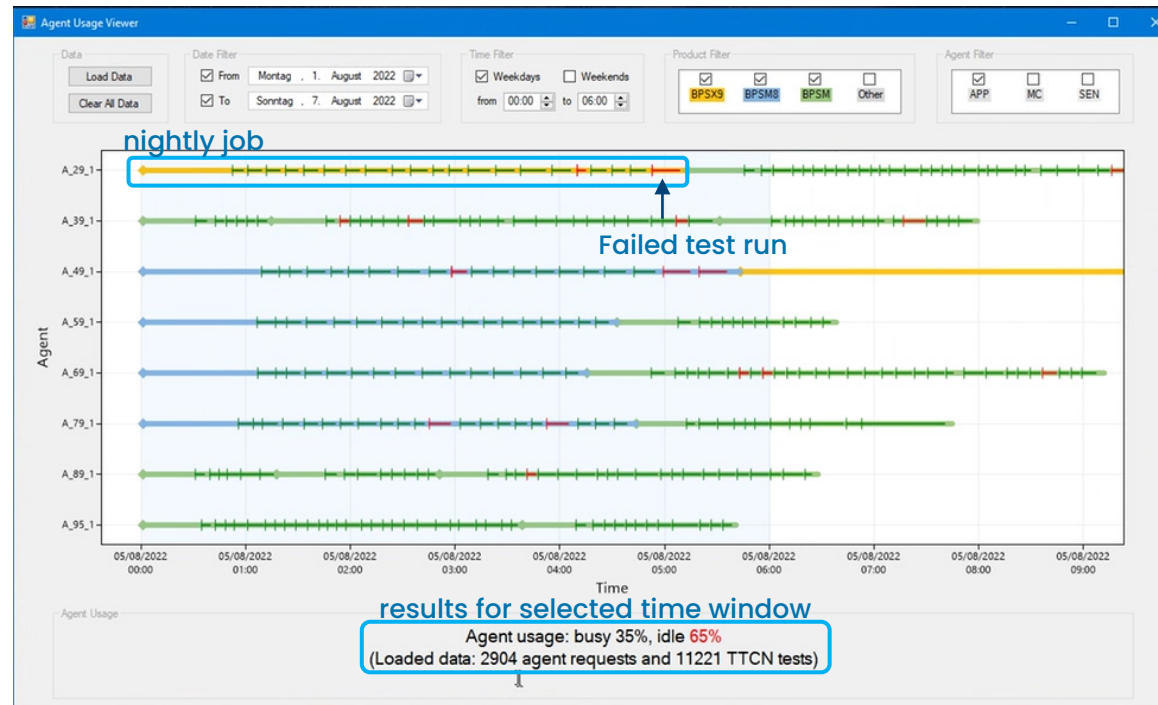 Agent Usage Viewer
Data
Load Data
Clear All Data
Date Filter
From Montag , 1. August 2022
To Sonntag , 7. August 2022
Time Filter
Weekdays Weekends
from 00:00 to 06:00
Product Filter
BPSX9 BPSM8 BPSM Other
Agent Filter
APP MC SEN
nightly job
A_29_1
A_39_1
Failed test run
A_49_1
A_59_1
Agent
A_69_1
A_79_1
A_89_1
A_95_1
05/08/2022 05/08/2022 05/08/2022 05/08/2022 05/08/2022 05/08/2022 05/08/2022 05/08/2022 05/08/2022 05/08/2022
00:00 01:00 02:00 03:00 04:00 05:00 06:00 07:00 08:00 09:00
Time
Agent Usage
results for selected time window
Agent usage: busy 35%, idle 65%
(Loaded data: 2904 agent requests and 11221 TTCN tests)